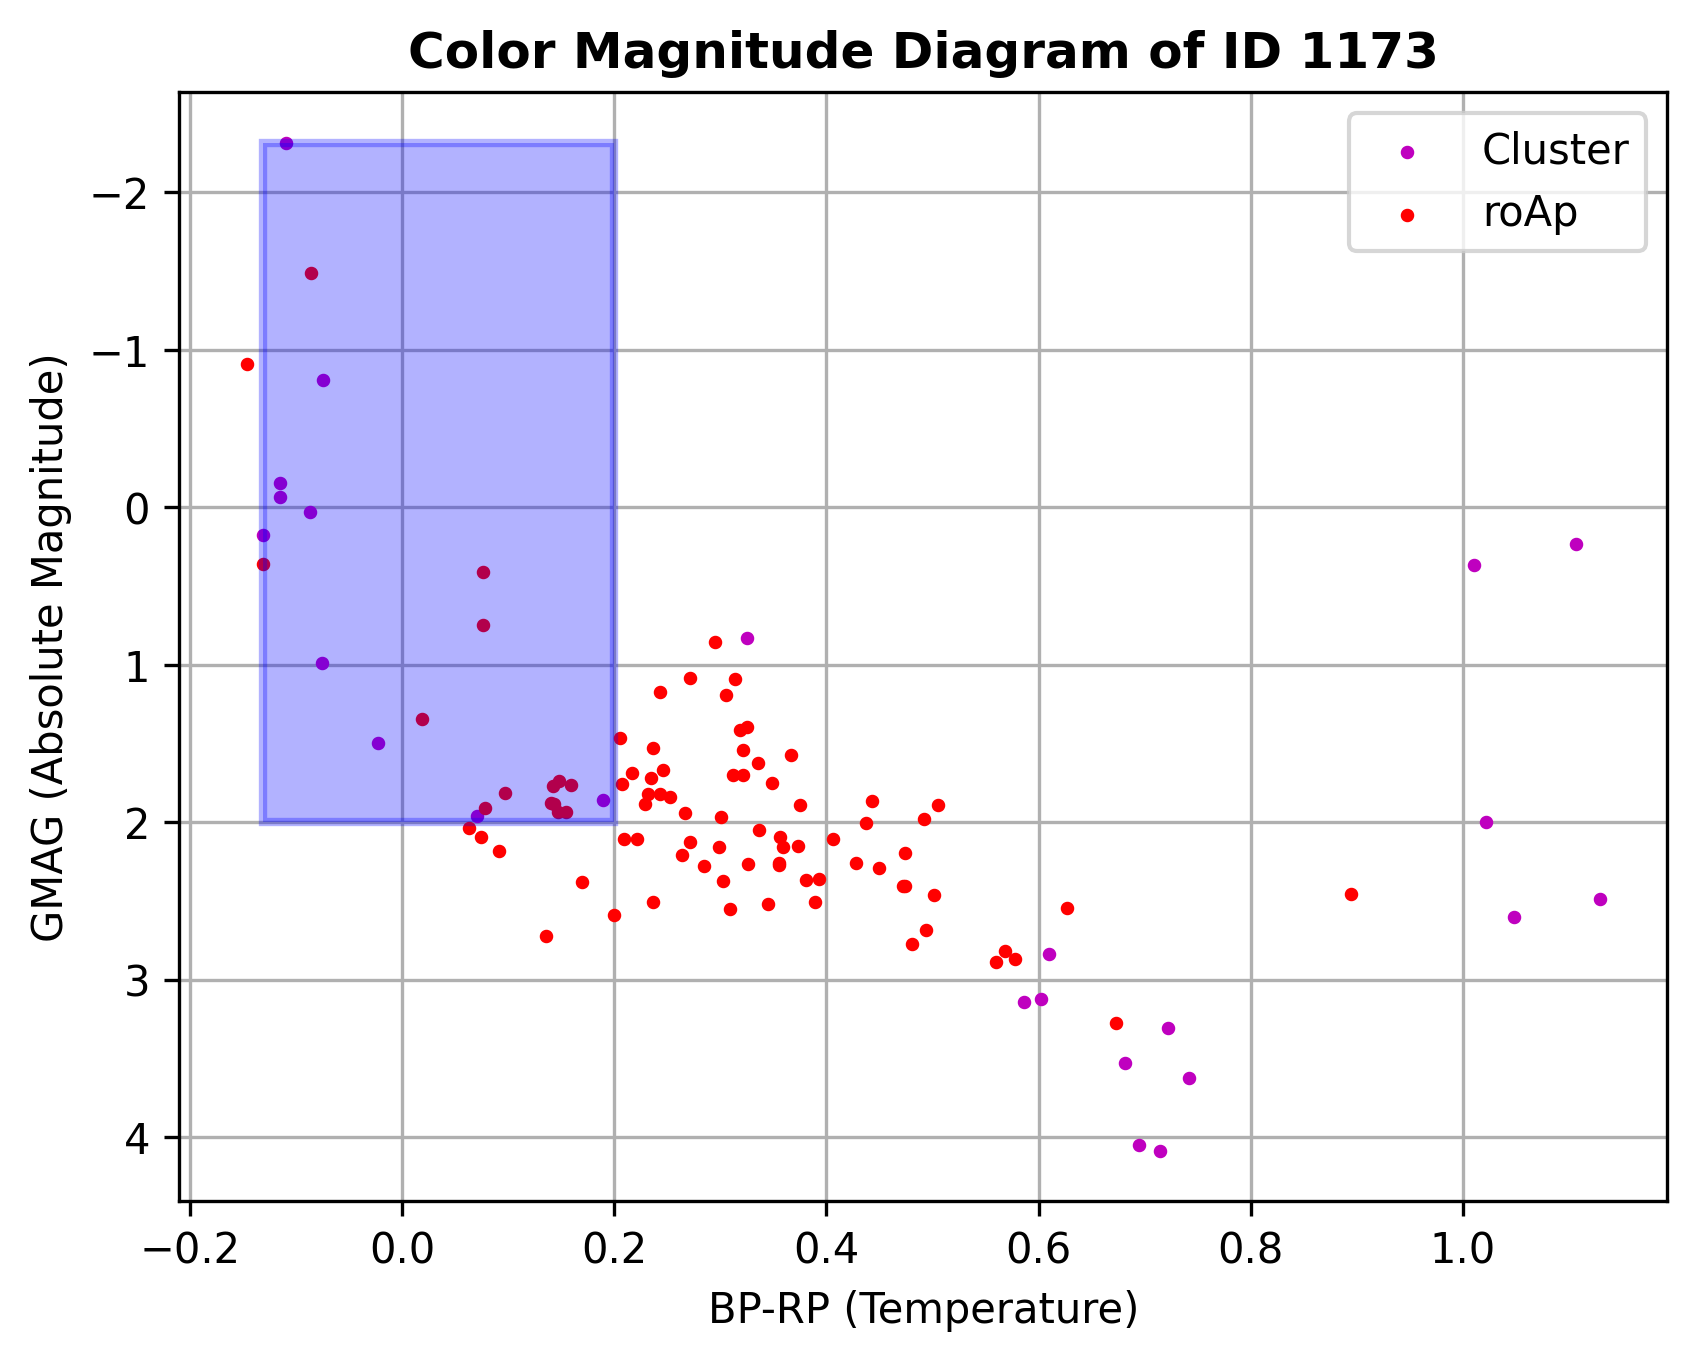 Color Magnitude Diagram of ID 1173
Cluster
roAp
GMAG (Absolute Magnitude)
−2
−1
0
1
2
3
4
−0.2 0.0 0.2 0.4 0.6 0.8 1.0
BP-RP (Temperature)